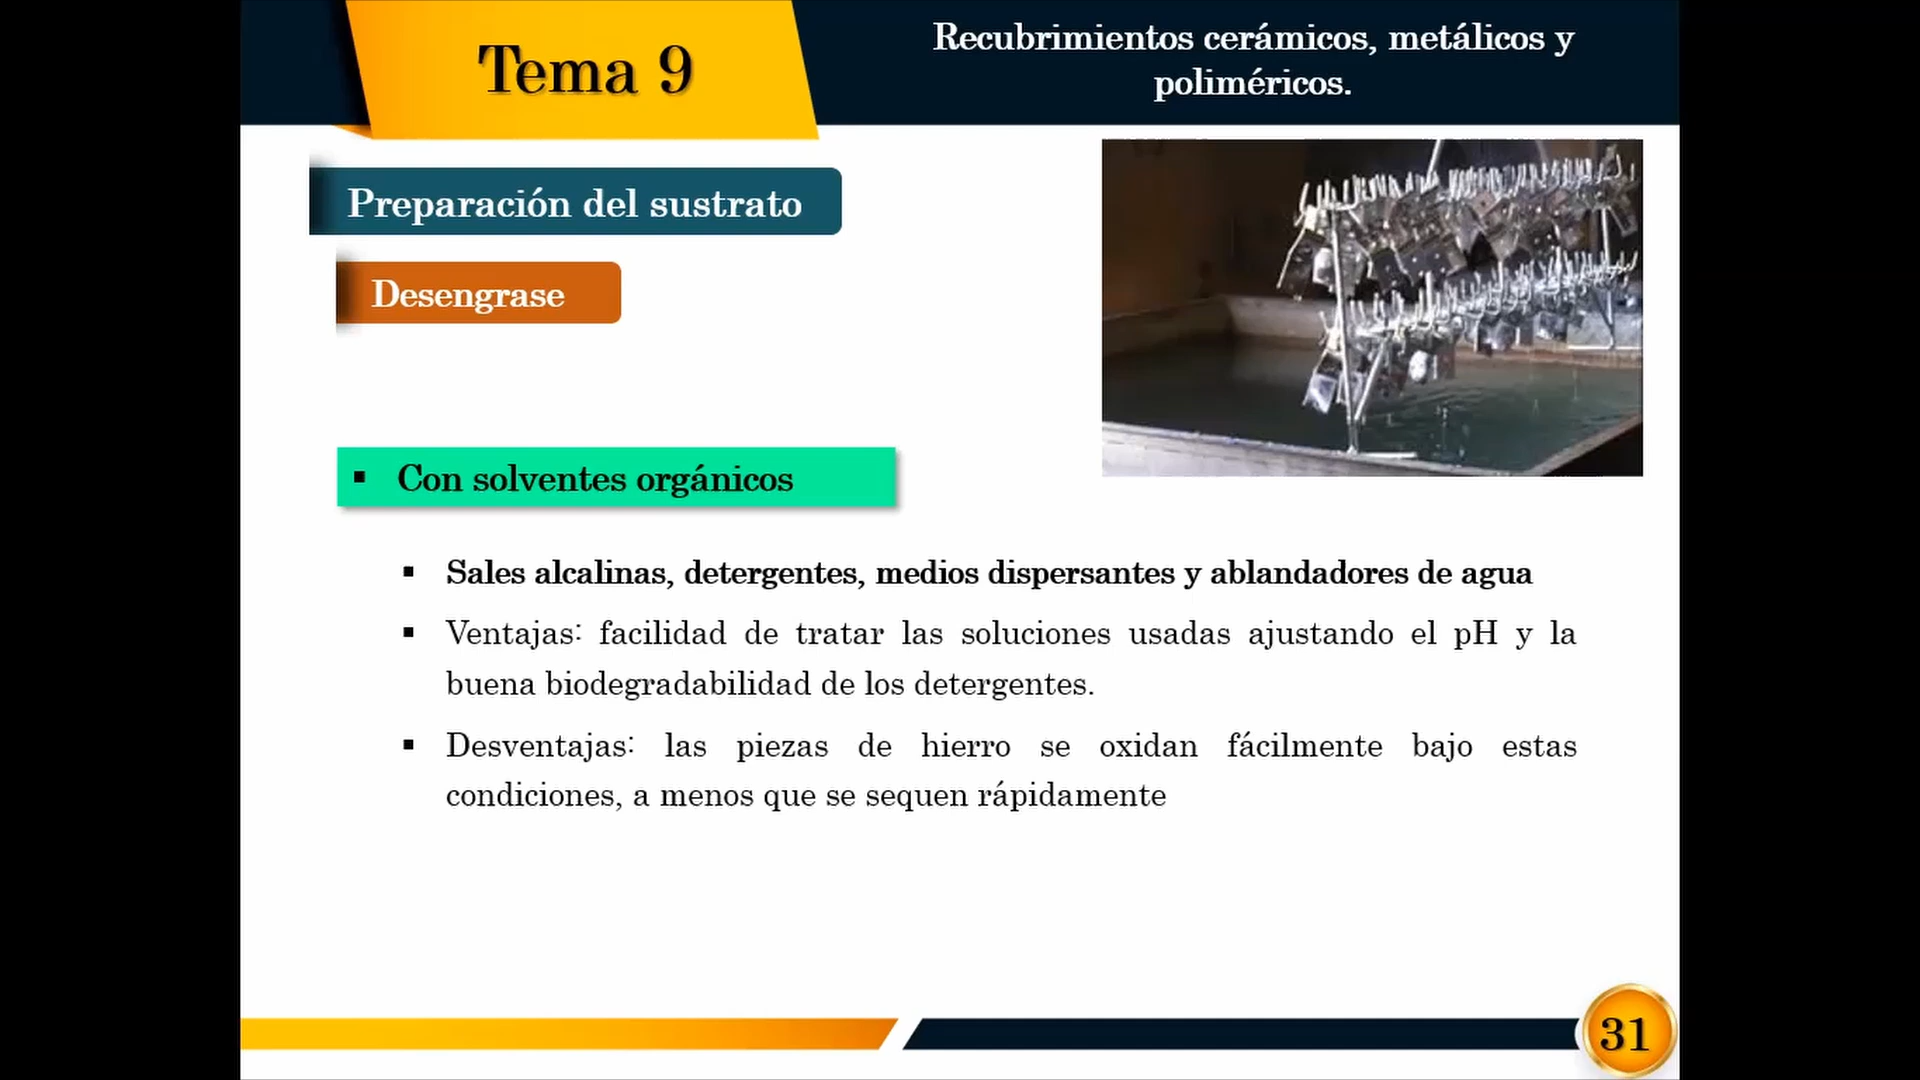 Tema 9
Recubrimientos cerámicos, metálicos y
poliméricos.
Preparación del sustrato
Desengrase
▪ Con solventes orgánicos
▪ Sales alcalinas, detergentes, medios dispersantes y ablandadores de agua
▪ Ventajas: facilidad de tratar las soluciones usadas ajustando el pH y la
buena biodegradabilidad de los detergentes.
▪ Desventajas: las piezas de hierro se oxidan fácilmente bajo estas
condiciones, a menos que se sequen rápidamente
31